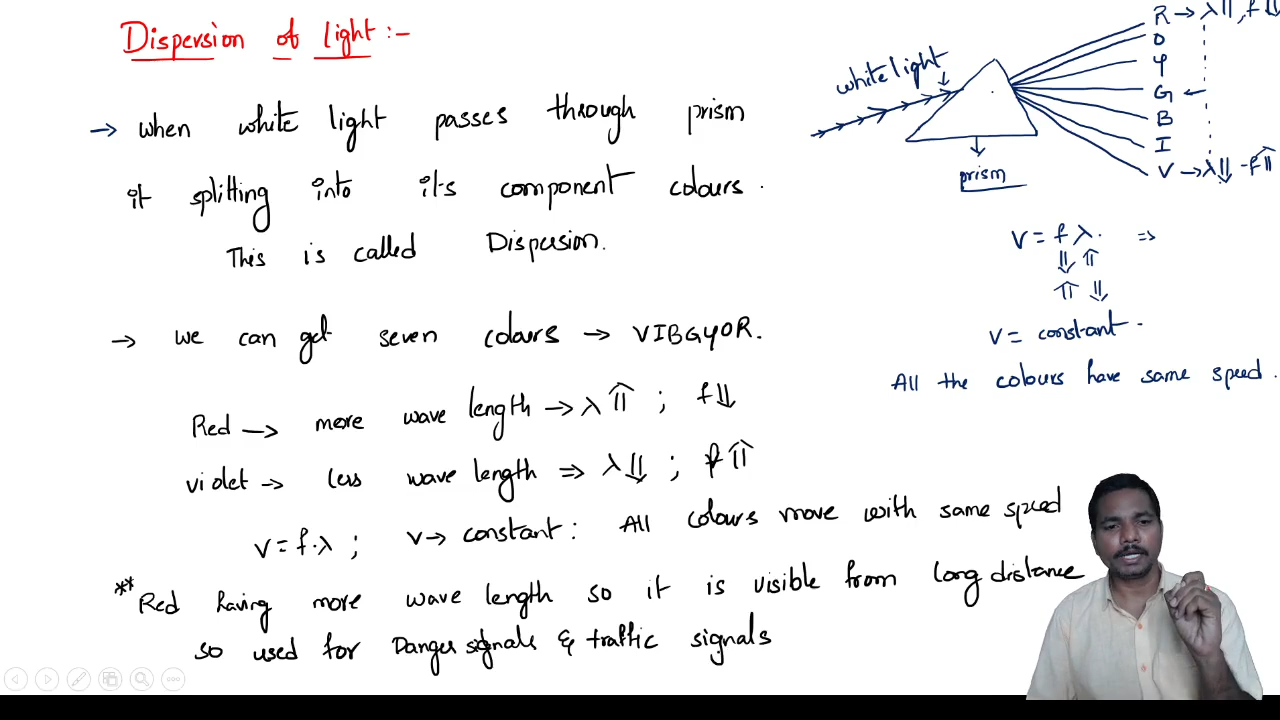 Dispersion of light :-
→ when white light passes through prism
it splitting into it's component colours.
This is called Dispersion.
→ we can get seven colours → VIBGYOR.
Red → more wave length → λ⇑ ; f⇓
violet → less wave length ⇒ λ⇓ ; f⇑
v = f.λ ; v → constant : All colours move with same speed
** Red having more wave length so it is visible from long distance
so used for Danger signals & traffic signals
white light
prism
R → λ⇑, f⇓
O
Y
G ←
B
I
V → λ⇓ - f⇑
v = f λ. ⇒
⇓ ⇑
⇑ ⇓
v = constant.
All the colours have same speed.